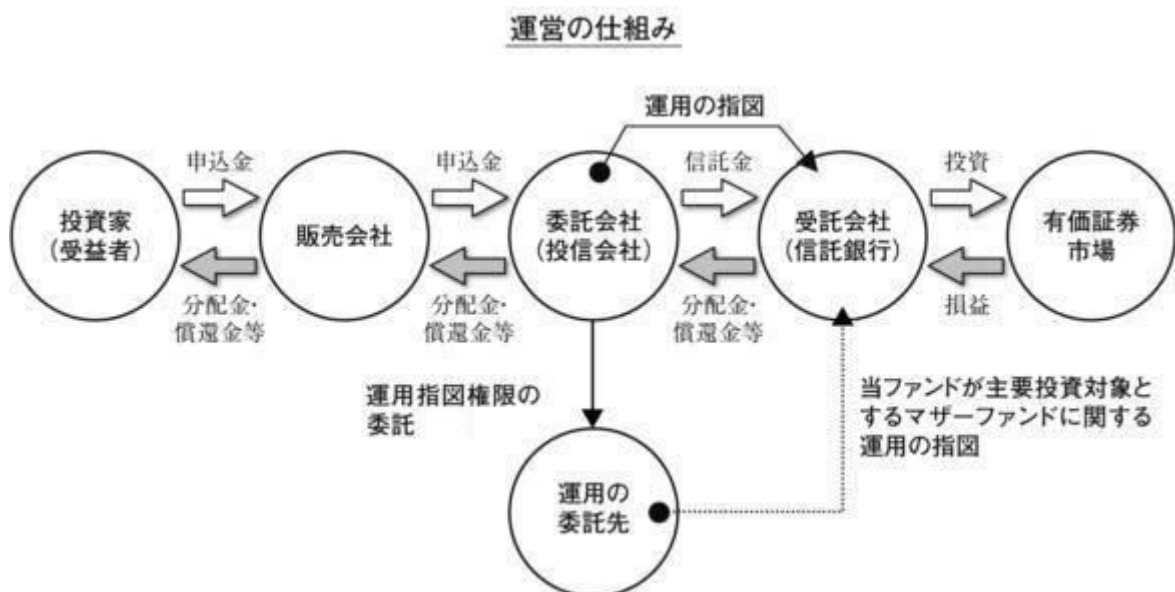 運営の仕組み
運用の指図
申込金
申込金
信託金
投資
投資家
(受益者)
販売会社
委託会社
(投信会社)
受託会社
(信託銀行)
有価証券
市場
分配金・
償還金等
分配金・
償還金等
分配金・
償還金等
損益
運用指図権限の
委託
当ファンドが主要投資対象と
するマザーファンドに関する
運用の指図
運用の
委託先